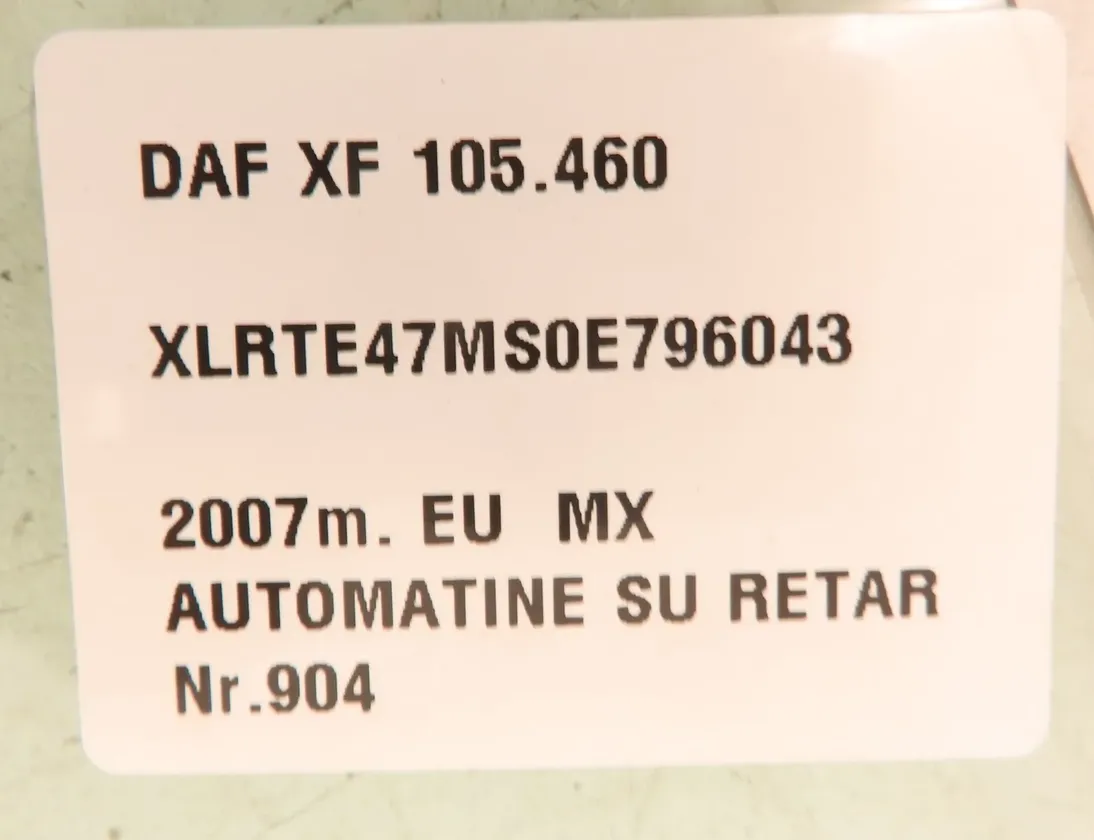 DAF XF 105.460
XLRTE47MS0E796043
2007m. EU MX
AUTOMATINE SU RETAR
Nr.904